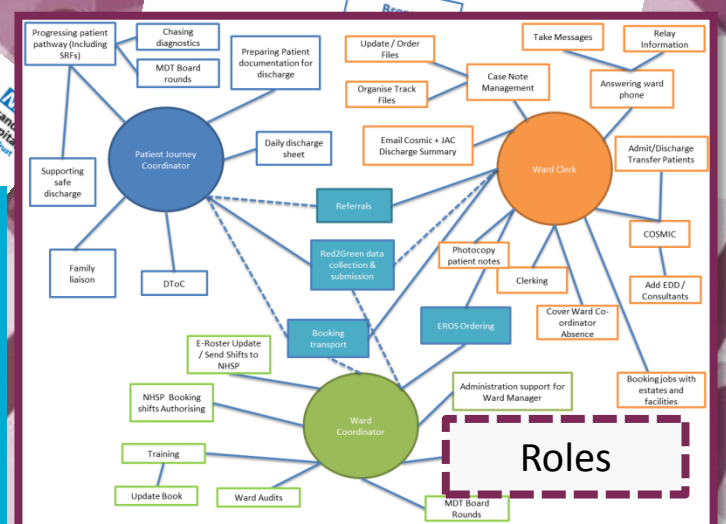 Progressing patient
pathway (Including
SRFs)
Chasing
diagnostics
MDT Board
rounds
Preparing Patient
documentation for
discharge
Patient Journey
Coordinator
Daily discharge
sheet
Supporting
safe
discharge
Family
liaison
DToC
Update / Order
Files
Organise Track
Files
Case Note
Management
Take Messages
Relay
Information
Answering ward
phone
Email Cosmic + JAC
Discharge Summary
Ward Clerk
Admit/Discharge
Transfer Patients
COSMIC
Add EDD /
Consultants
Referrals
Red2Green data
collection &
submission
Booking
transport
EROS Ordering
Photocopy
patient notes
Clerking
Cover Ward Co-
ordinator
Absence
Booking jobs with
estates and
facilities
E-Roster Update
/ Send Shifts to
NHSP
NHSP Booking
shifts Authorising
Training
Update Book
Ward Audits
Ward
Coordinator
Administration support for
Ward Manager
MDT Board
Rounds
Roles